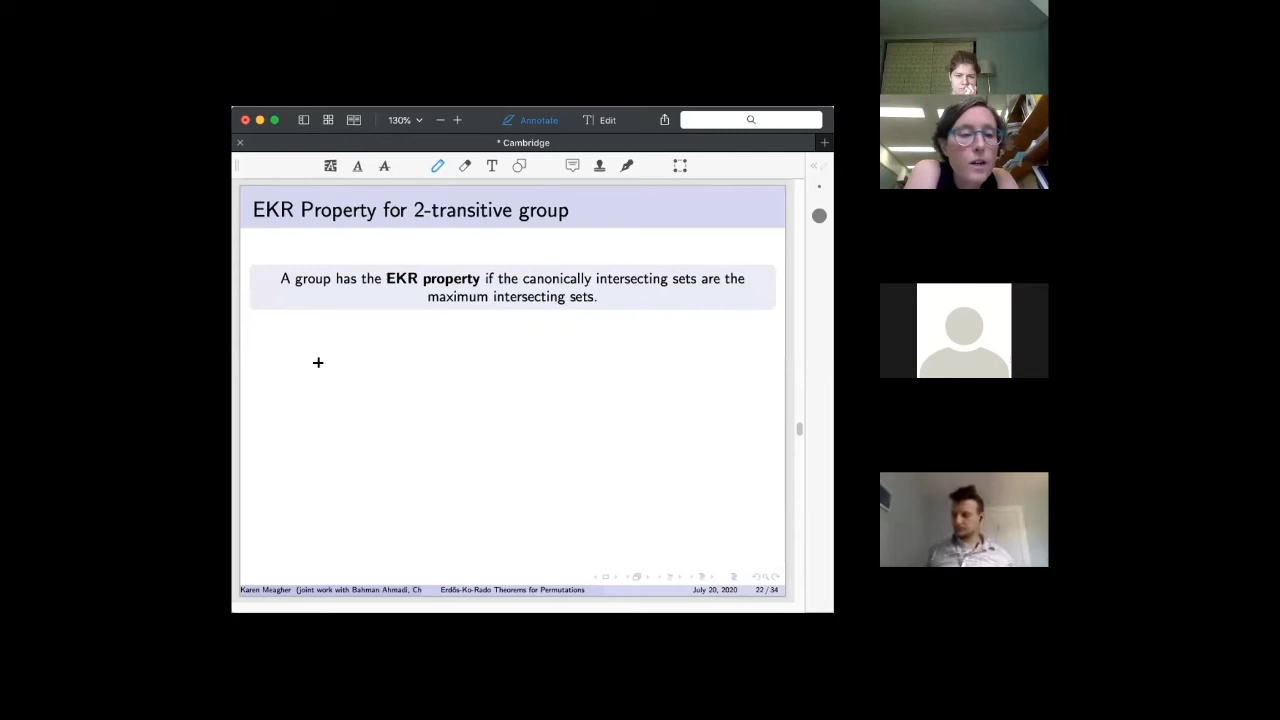 130%
Annotate
Edit
* Cambridge
EKR Property for 2-transitive group
A group has the EKR property if the canonically intersecting sets are the
maximum intersecting sets.
Karen Meagher (joint work with Bahman Ahmadi, Ch
Erdős-Ko-Rado Theorems for Permutations
July 20, 2020
22 / 34